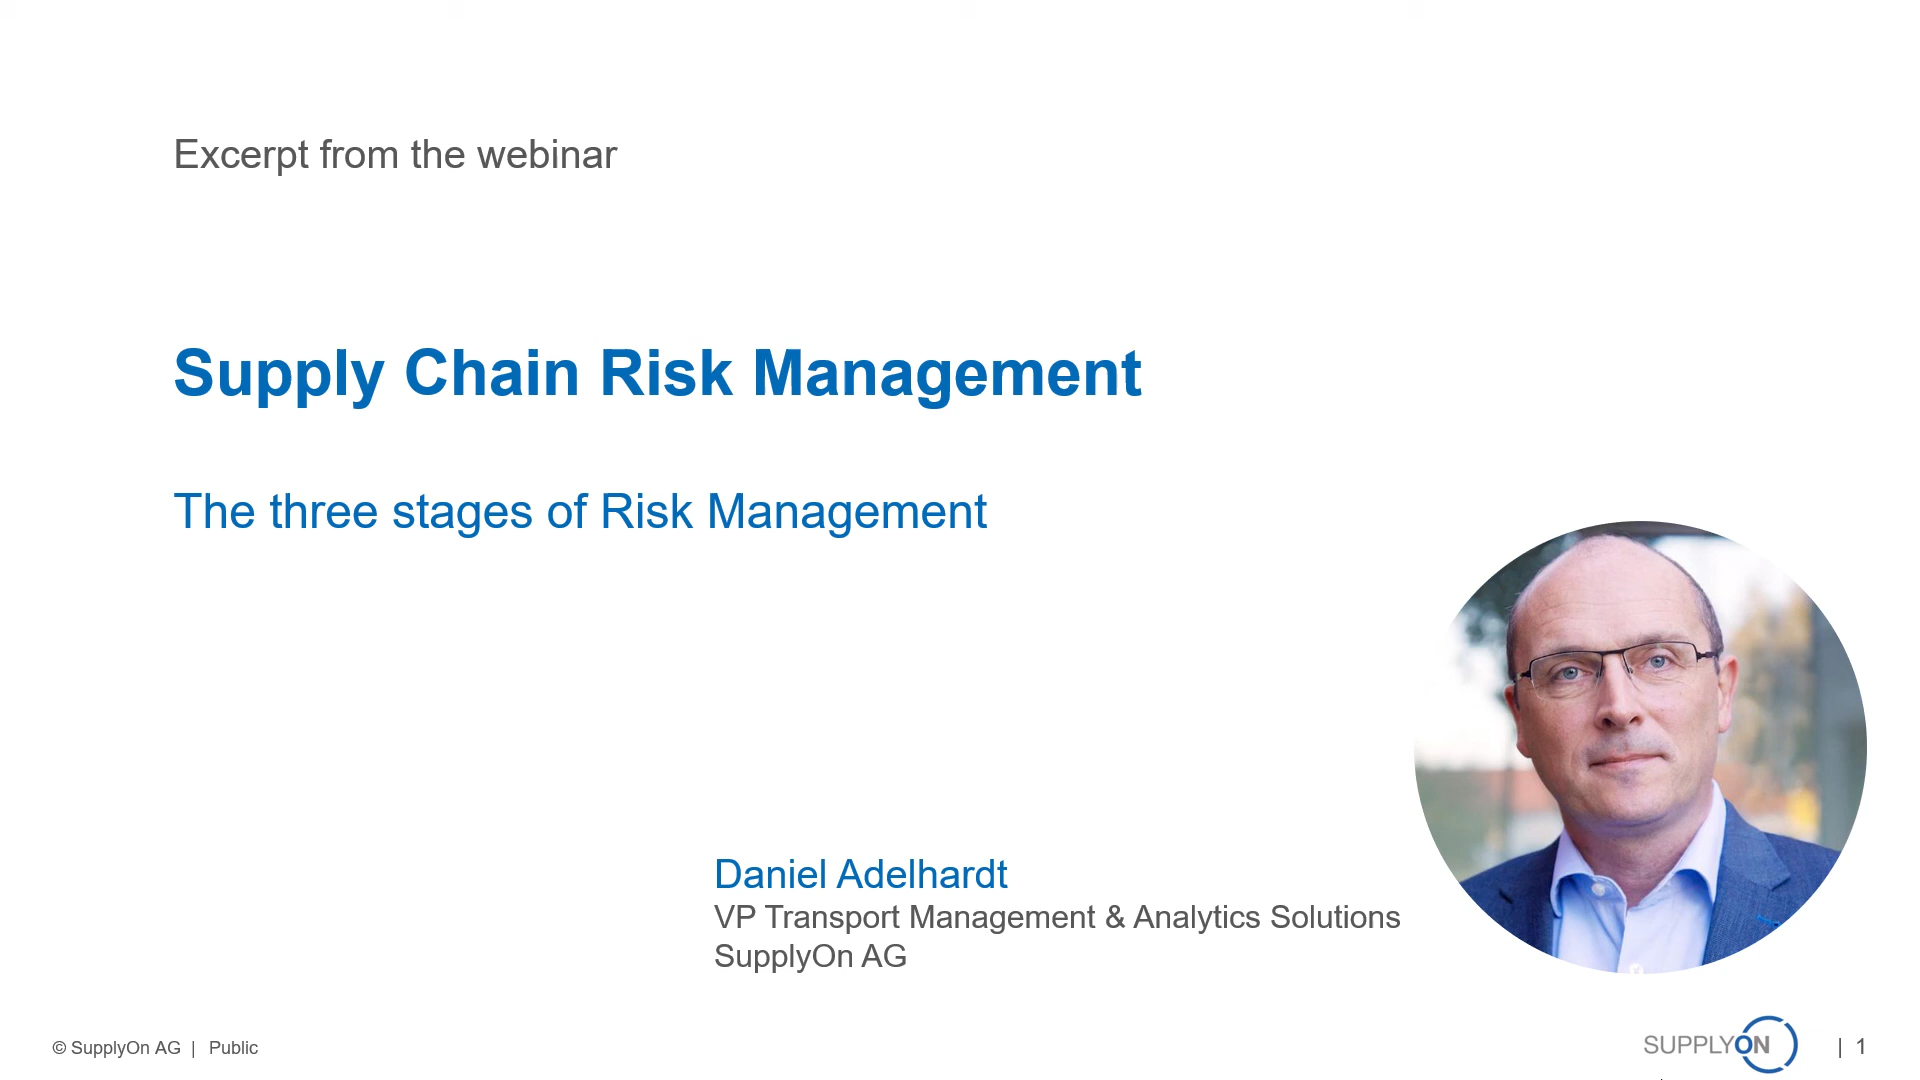 Excerpt from the webinar
Supply Chain Risk Management
The three stages of Risk Management
Daniel Adelhardt
VP Transport Management & Analytics Solutions
SupplyOn AG
© SupplyOn AG | Public
SUPPLYON
| 1